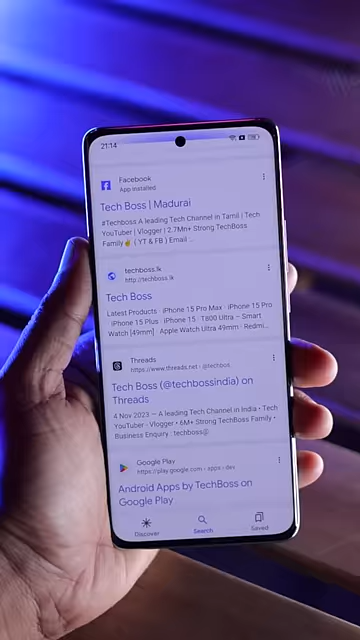 21:14
Facebook
App installed
Tech Boss | Madurai
#Techboss A leading Tech Channel in Tamil | Tech
YouTuber | Vlogger | 2.7Mn+ Strong TechBoss
Family✌ ( YT & FB ) Email ...
techboss.lk
http://techboss.lk
Tech Boss
Latest Products · iPhone 15 Pro Max · iPhone 15 Pro
· iPhone 15 Plus · iPhone 15 · T800 Ultra – Smart
Watch [49mm] · Apple Watch Ultra 49mm · Redmi...
Threads
https://www.threads.net › @techbos
Tech Boss (@techbossindia) on
Threads
4 Nov 2023 — A leading Tech Channel in India • Tech
YouTuber • Vlogger • 6M+ Strong TechBoss Family •
Business Enquiry : techboss@
Google Play
https://play.google.com › apps › dev
Android Apps by TechBoss on
Google Play
Discover
Search
Saved